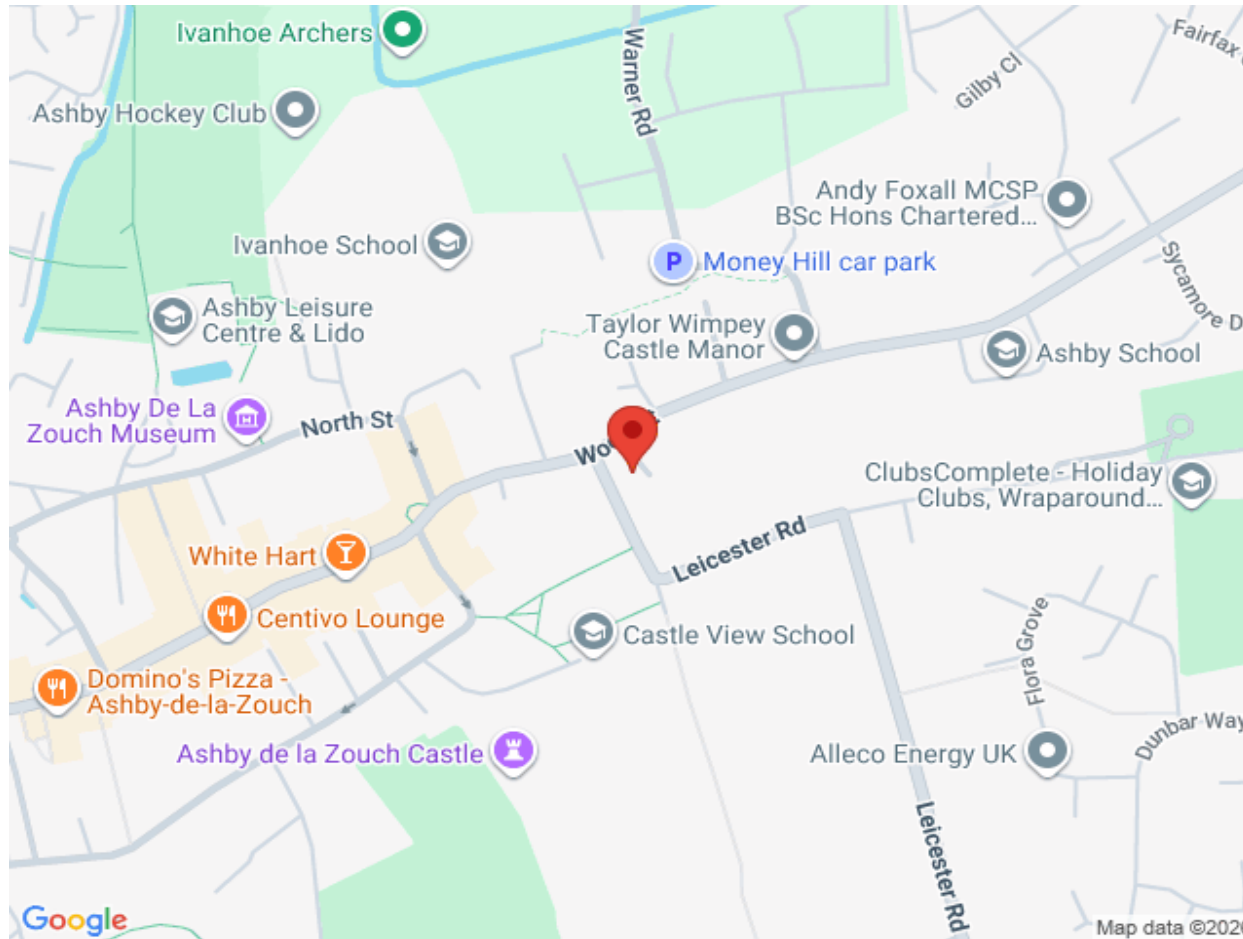 Ivanhoe Archers
Warner Rd
Fairfax
Gilby Cl
Ashby Hockey Club
Andy Foxall MCSP
BSc Hons Chartered...
Ivanhoe School
P
Money Hill car park
Sycamore D
Ashby Leisure
Centre & Lido
Taylor Wimpey
Castle Manor
Ashby School
Ashby De La
Zouch Museum
North St
ClubsComplete - Holiday
Clubs, Wraparound...
White Hart
Leicester Rd
Centivo Lounge
Castle View School
Flora Grove
Domino's Pizza -
Ashby-de-la-Zouch
Dunbar Way
Ashby de la Zouch Castle
Alleco Energy UK
Leicester Rd
Google
Map data ©2026